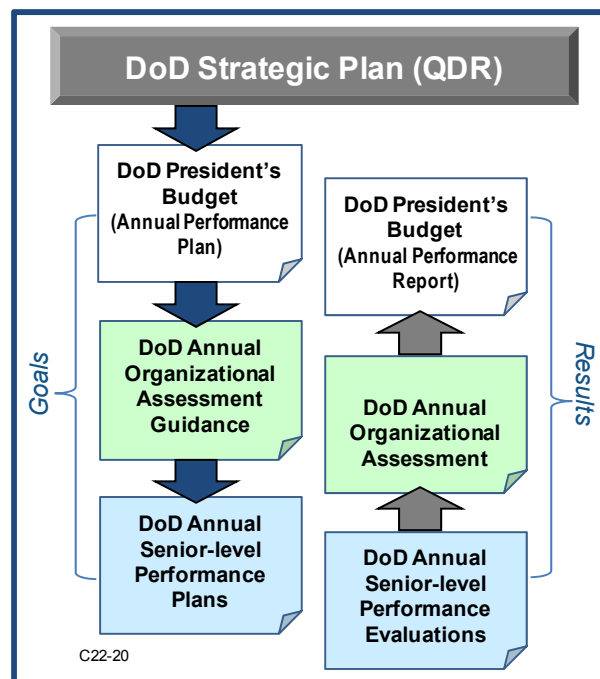 DoD Strategic Plan (QDR)
DoD President's
Budget
(Annual Performance
Plan)
DoD Annual
Organizational
Assessment
Guidance
DoD Annual
Senior-level
Performance
Plans
Goals
DoD President's
Budget
(Annual Performance
Report)
DoD Annual
Organizational
Assessment
DoD Annual
Senior-level
Performance
Evaluations
Results
C22-20